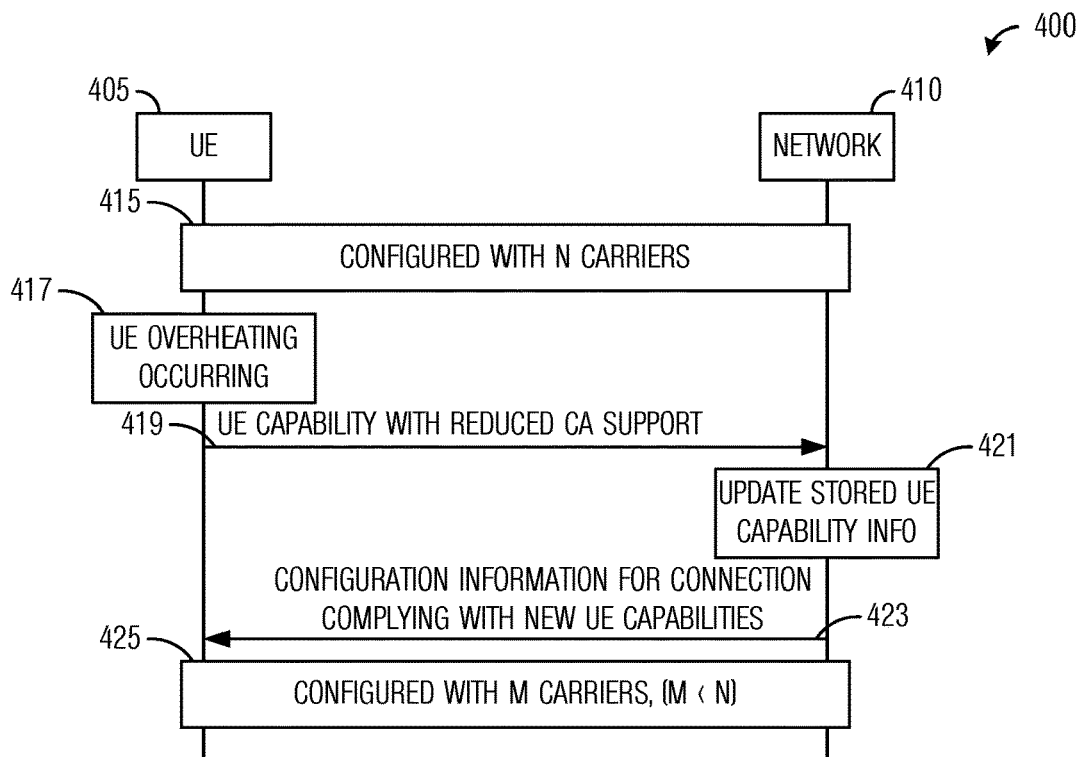 400
405
410
UE
NETWORK
415
CONFIGURED WITH N CARRIERS
417
UE OVERHEATING
OCCURRING
419
UE CAPABILITY WITH REDUCED CA SUPPORT
421
UPDATE STORED UE
CAPABILITY INFO
CONFIGURATION INFORMATION FOR CONNECTION
COMPLYING WITH NEW UE CAPABILITIES
423
425
CONFIGURED WITH M CARRIERS, (M < N)